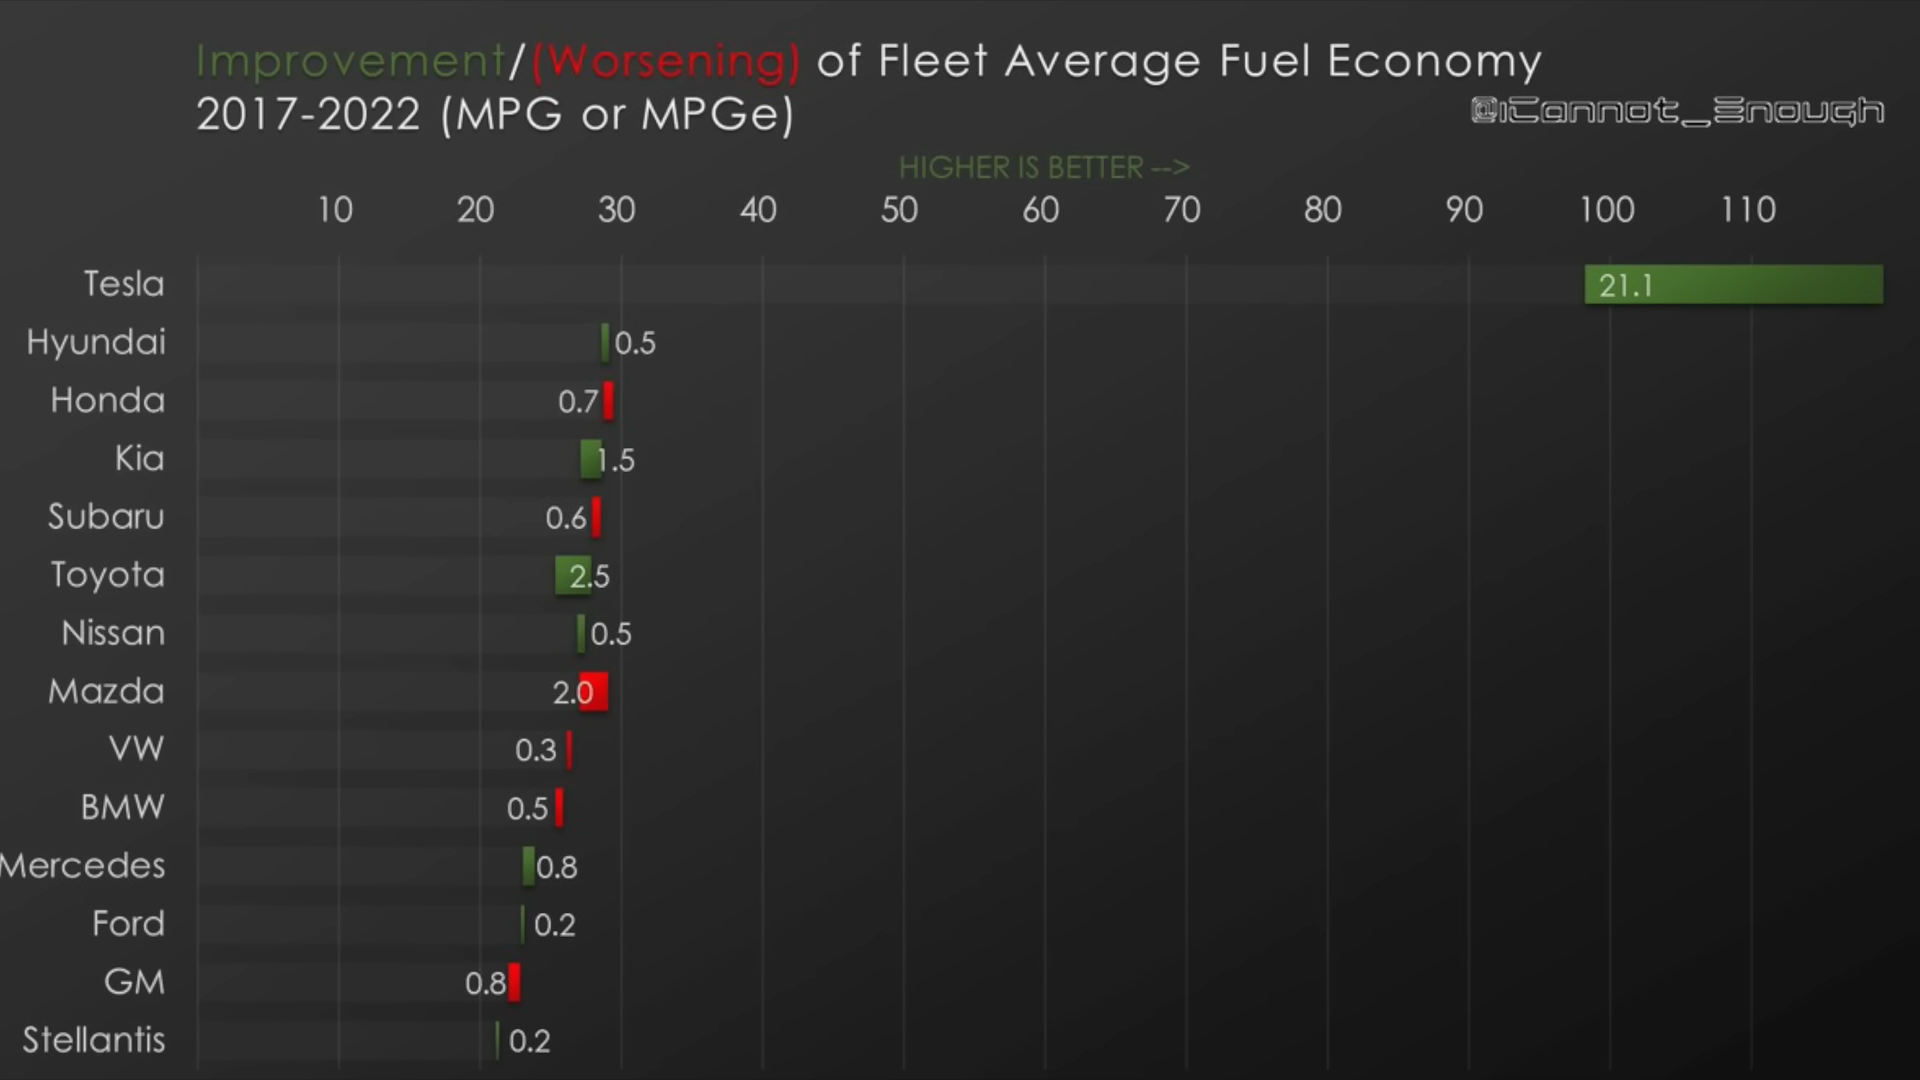 Improvement/(Worsening) of Fleet Average Fuel Economy
2017-2022 (MPG or MPGe)
@iCannot_Enough
HIGHER IS BETTER -->
10 20 30 40 50 60 70 80 90 100 110
Tesla 21.1
Hyundai 0.5
Honda 0.7
Kia 1.5
Subaru 0.6
Toyota 2.5
Nissan 0.5
Mazda 2.0
VW 0.3
BMW 0.5
Mercedes 0.8
Ford 0.2
GM 0.8
Stellantis 0.2